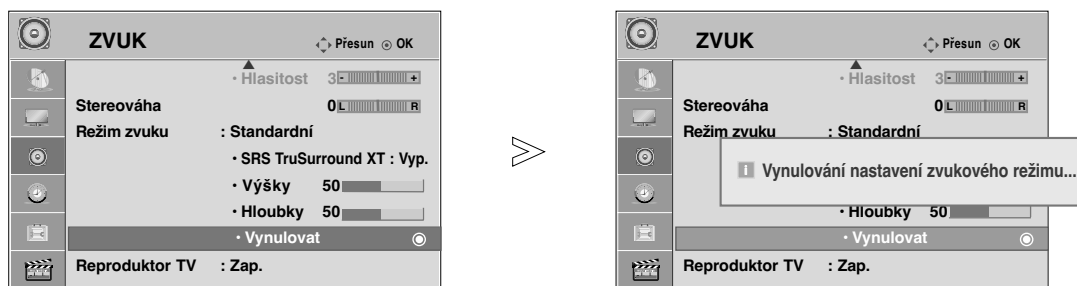 ZVUK
Přesun OK
• Hlasitost 3 - +
Stereováha 0 L R
Režim zvuku : Standardní
• SRS TruSurround XT : Vyp.
• Výšky 50
• Hloubky 50
• Vynulovat
Reproduktor TV : Zap.
ZVUK
Přesun OK
• Hlasitost 3 - +
Stereováha 0 L R
Režim zvuku : Standardní
i Vynulování nastavení zvukového režimu...
• Hloubky 50
• Vynulovat
Reproduktor TV : Zap.